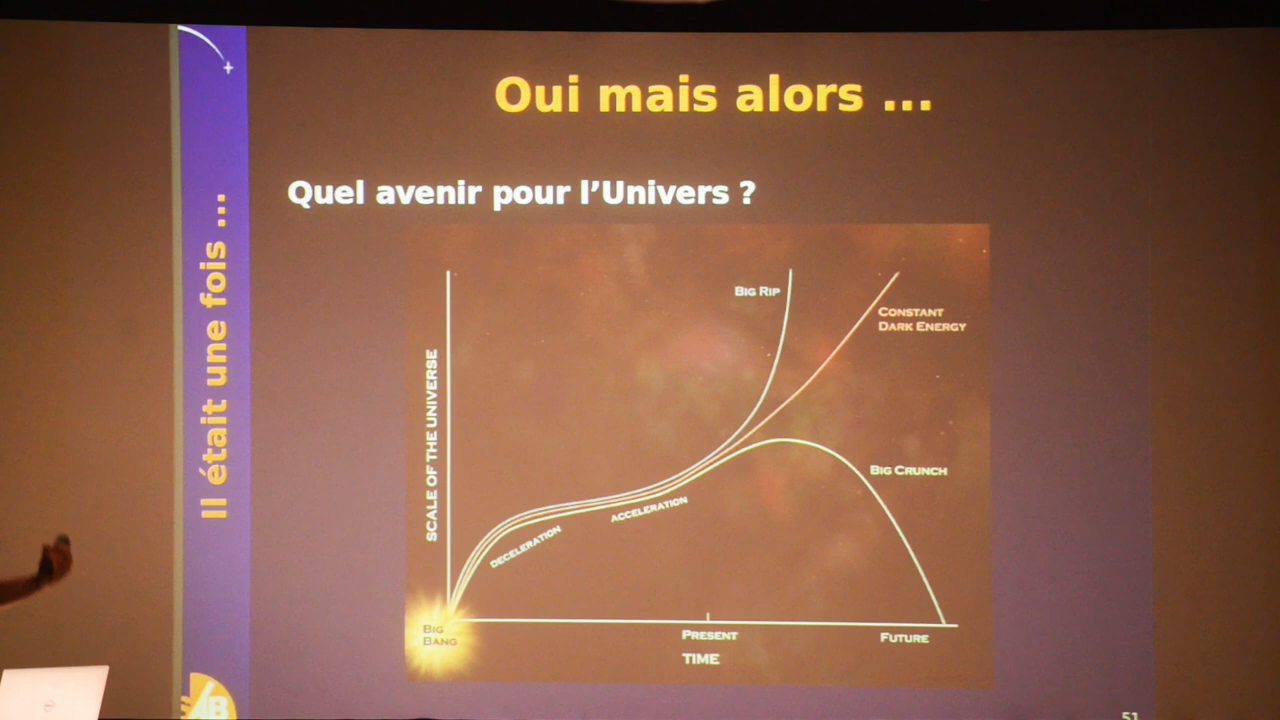 Oui mais alors ...
Il était une fois ...
Quel avenir pour l’Univers ?
BIG RIP
CONSTANT
DARK ENERGY
SCALE OF THE UNIVERSE
BIG CRUNCH
ACCELERATION
DECELERATION
BIG
BANG
PRESENT
FUTURE
TIME
51